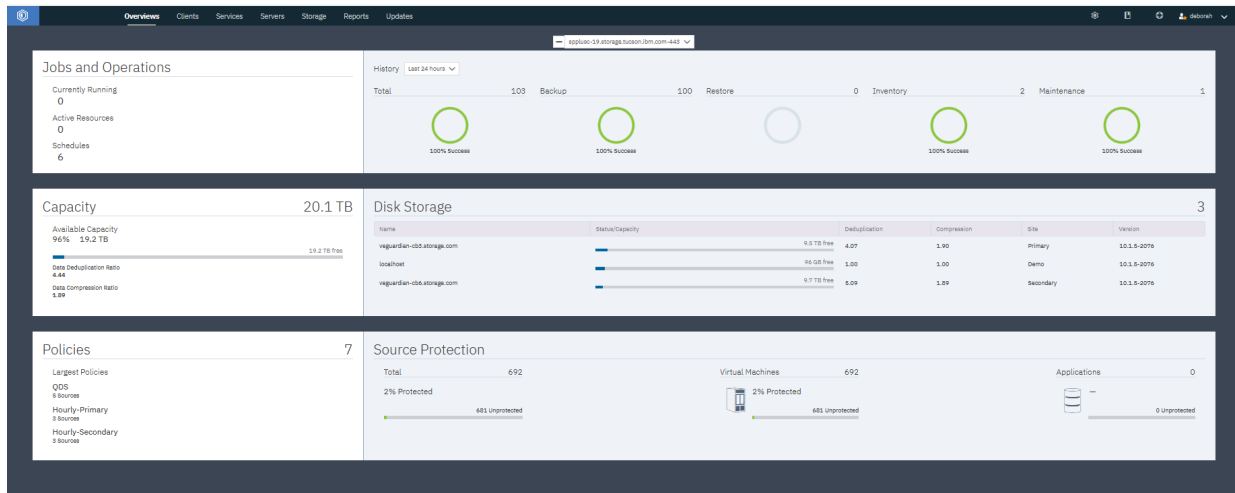 Overviews Clients Services Servers Storage Reports Updates deborah
spplusc-19.storage.tucson.ibm.com-443
Jobs and Operations
Currently Running
0
Active Resources
0
Schedules
6
History Last 24 hours
Total 103 Backup 100 Restore 0 Inventory 2 Maintenance 1
100% Success 100% Success 100% Success 100% Success
Capacity 20.1 TB
Available Capacity
96% 19.2 TB
19.2 TB free
Data Deduplication Ratio
4.44
Data Compression Ratio
1.89
Disk Storage 3
Name Status/Capacity Deduplication Compression Site Version
veguardian-cb3.storage.com 9.5 TB free 4.07 1.90 Primary 10.1.5-2076
localhost 96 GB free 1.00 1.00 Demo 10.1.5-2076
veguardian-cb6.storage.com 9.7 TB free 5.09 1.89 Secondary 10.1.5-2076
Policies 7
Largest Policies
QDS
5 Sources
Hourly-Primary
3 Sources
Hourly-Secondary
3 Sources
Source Protection
Total 692 Virtual Machines 692 Applications 0
2% Protected 2% Protected –
681 Unprotected 681 Unprotected 0 Unprotected